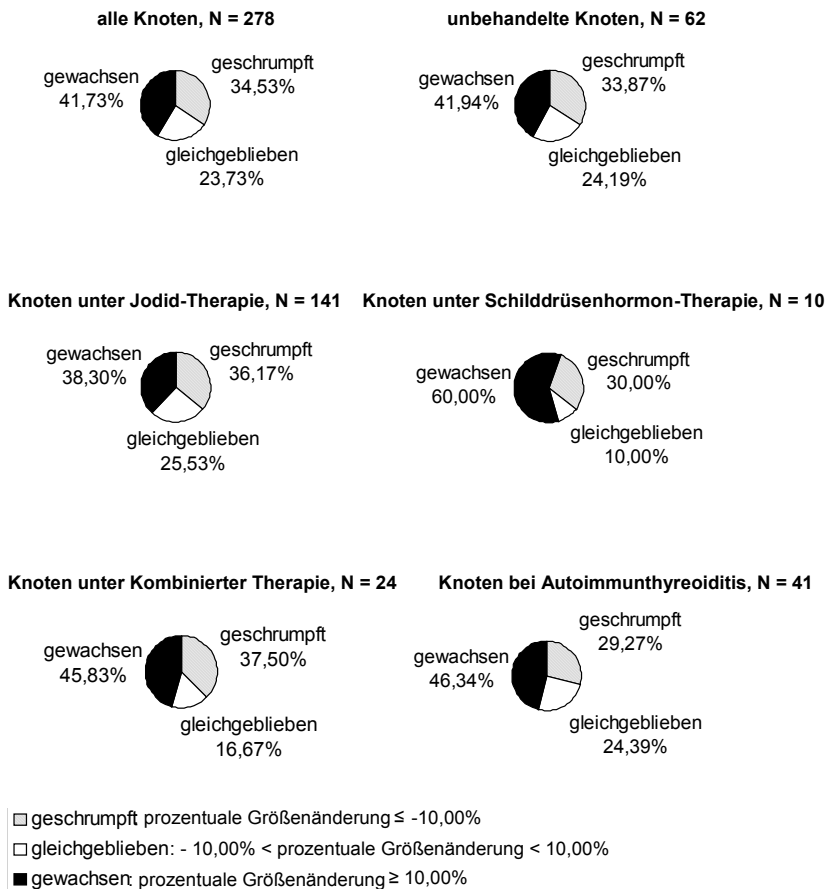 alle Knoten, N = 278
unbehandelte Knoten, N = 62
gewachsen
41,73%
geschrumpft
34,53%
gleichgeblieben
23,73%
gewachsen
41,94%
geschrumpft
33,87%
gleichgeblieben
24,19%
Knoten unter Jodid-Therapie, N = 141
Knoten unter Schilddrüsenhormon-Therapie, N = 10
gewachsen
38,30%
geschrumpft
36,17%
gleichgeblieben
25,53%
gewachsen
60,00%
geschrumpft
30,00%
gleichgeblieben
10,00%
Knoten unter Kombinierter Therapie, N = 24
Knoten bei Autoimmunthyreoiditis, N = 41
gewachsen
45,83%
geschrumpft
37,50%
gleichgeblieben
16,67%
gewachsen
46,34%
geschrumpft
29,27%
gleichgeblieben
24,39%
geschrumpft: prozentuale Größenänderung ≤ -10,00%
gleichgeblieben: - 10,00% < prozentuale Größenänderung < 10,00%
gewachsen: prozentuale Größenänderung ≥ 10,00%